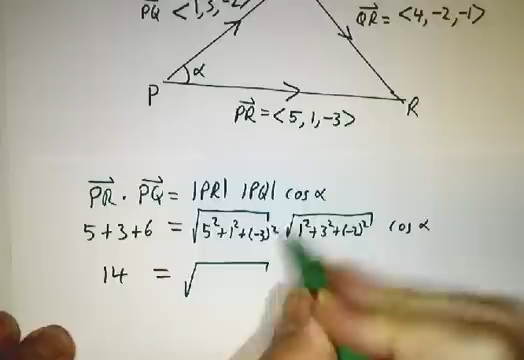 PQ <1, 3, -2>
QR = <4, -2, -1>
α
P
R
PR = <5, 1, -3>
PR · PQ = |PR| |PQ| cos α
5 + 3 + 6 = √5² + 1² + (-3)² √1² + 3² + (-2)² cos α
14 = √